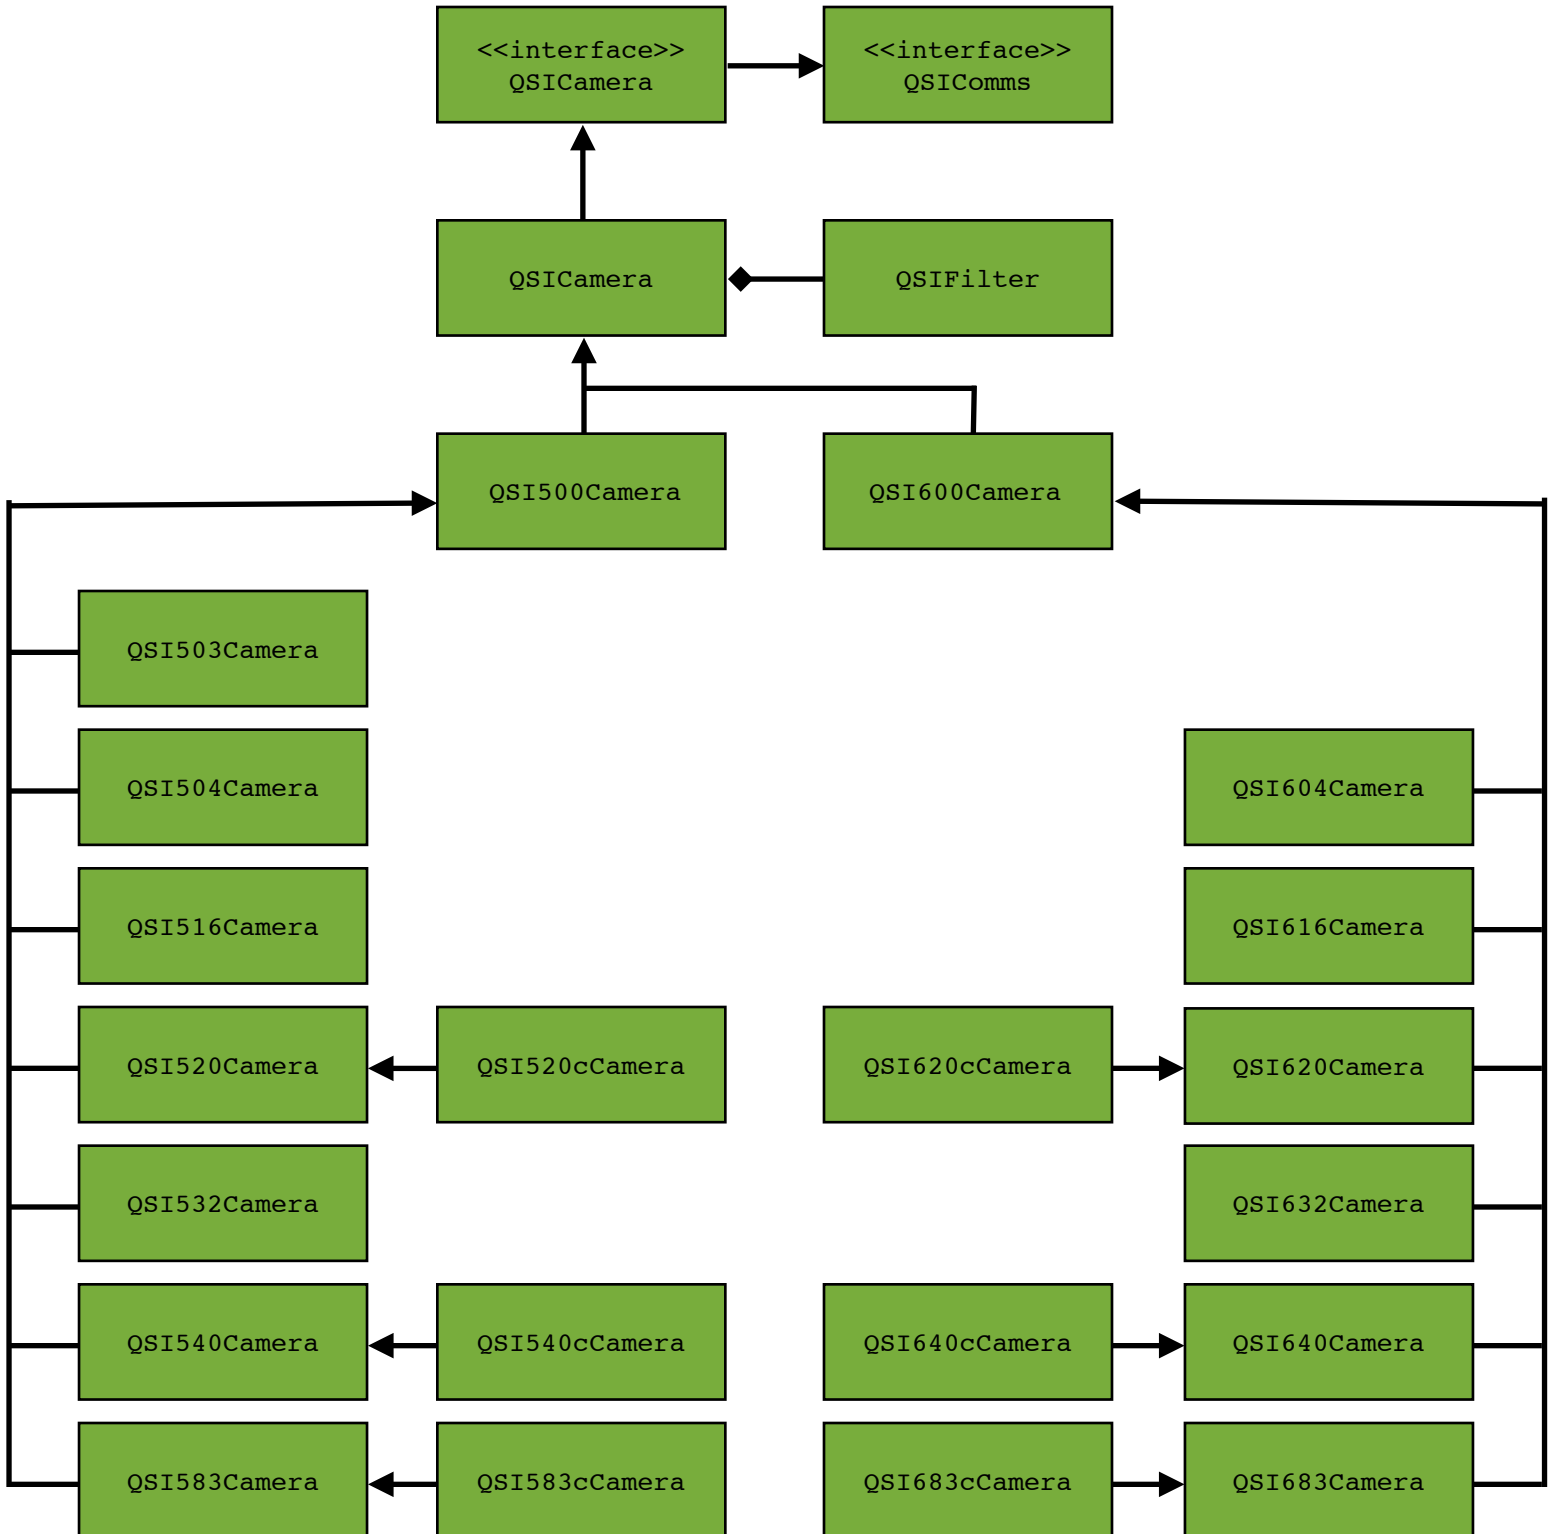 <<interface>>
QSICamera
<<interface>>
QSIComms
QSICamera
QSIFilter
QSI500Camera
QSI600Camera
QSI503Camera
QSI504Camera
QSI604Camera
QSI516Camera
QSI616Camera
QSI520Camera
QSI520cCamera
QSI620cCamera
QSI620Camera
QSI532Camera
QSI632Camera
QSI540Camera
QSI540cCamera
QSI640cCamera
QSI640Camera
QSI583Camera
QSI583cCamera
QSI683cCamera
QSI683Camera